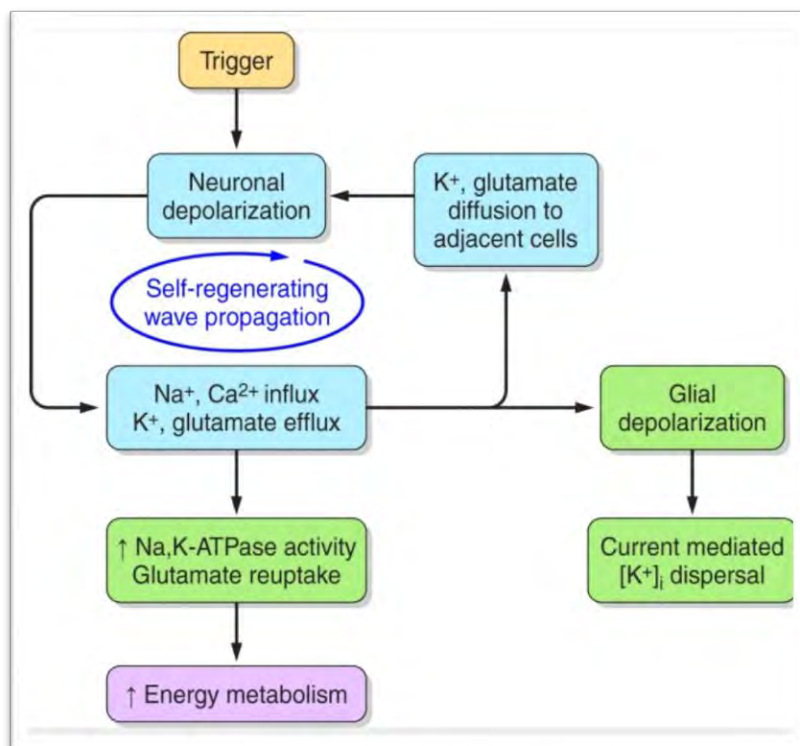 Trigger
Neuronal
depolarization
K⁺, glutamate
diffusion to
adjacent cells
Self-regenerating
wave propagation
Na⁺, Ca²⁺ influx
K⁺, glutamate efflux
Glial
depolarization
↑ Na,K-ATPase activity
Glutamate reuptake
Current mediated
[K⁺]ᵢ dispersal
↑ Energy metabolism